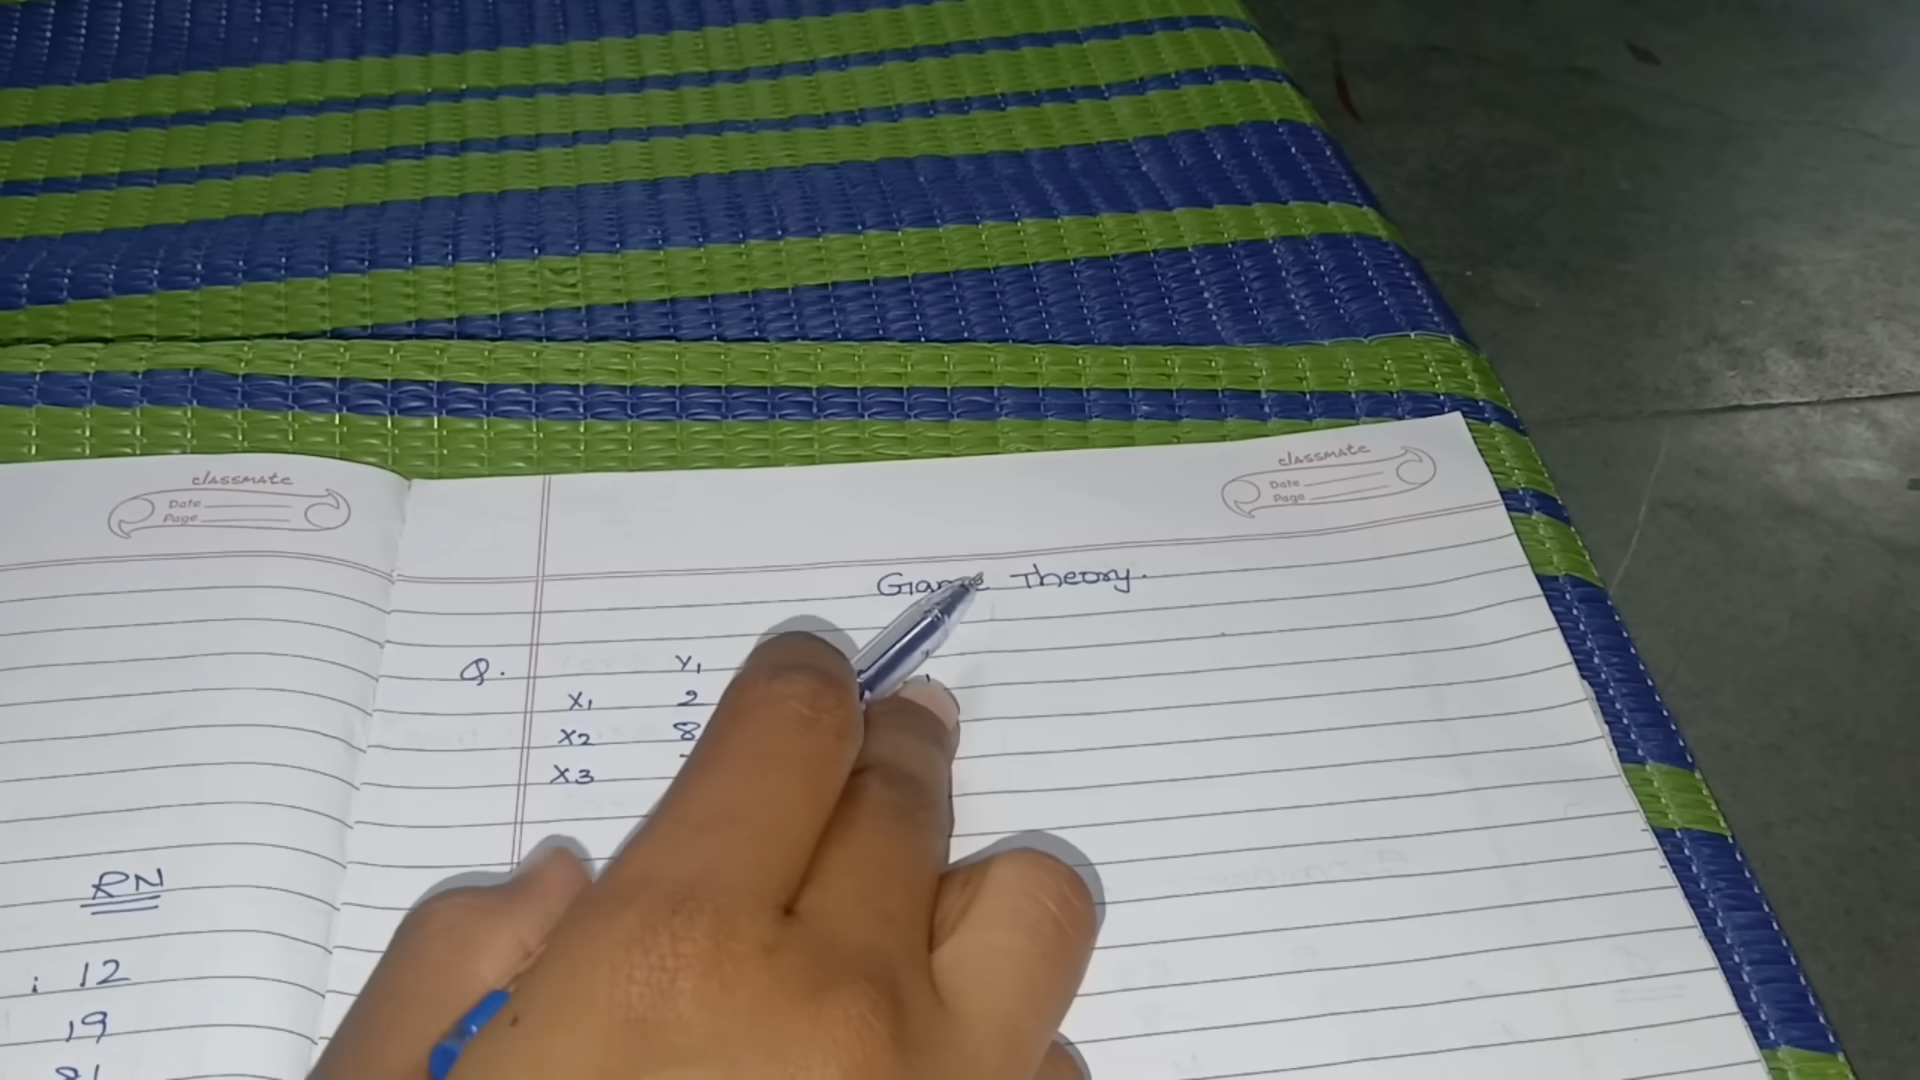 classmate
Date
Page
RN
12
19
classmate
Date
Page
Game Theory.
Q. Y1
X1 2
X2 8
X3